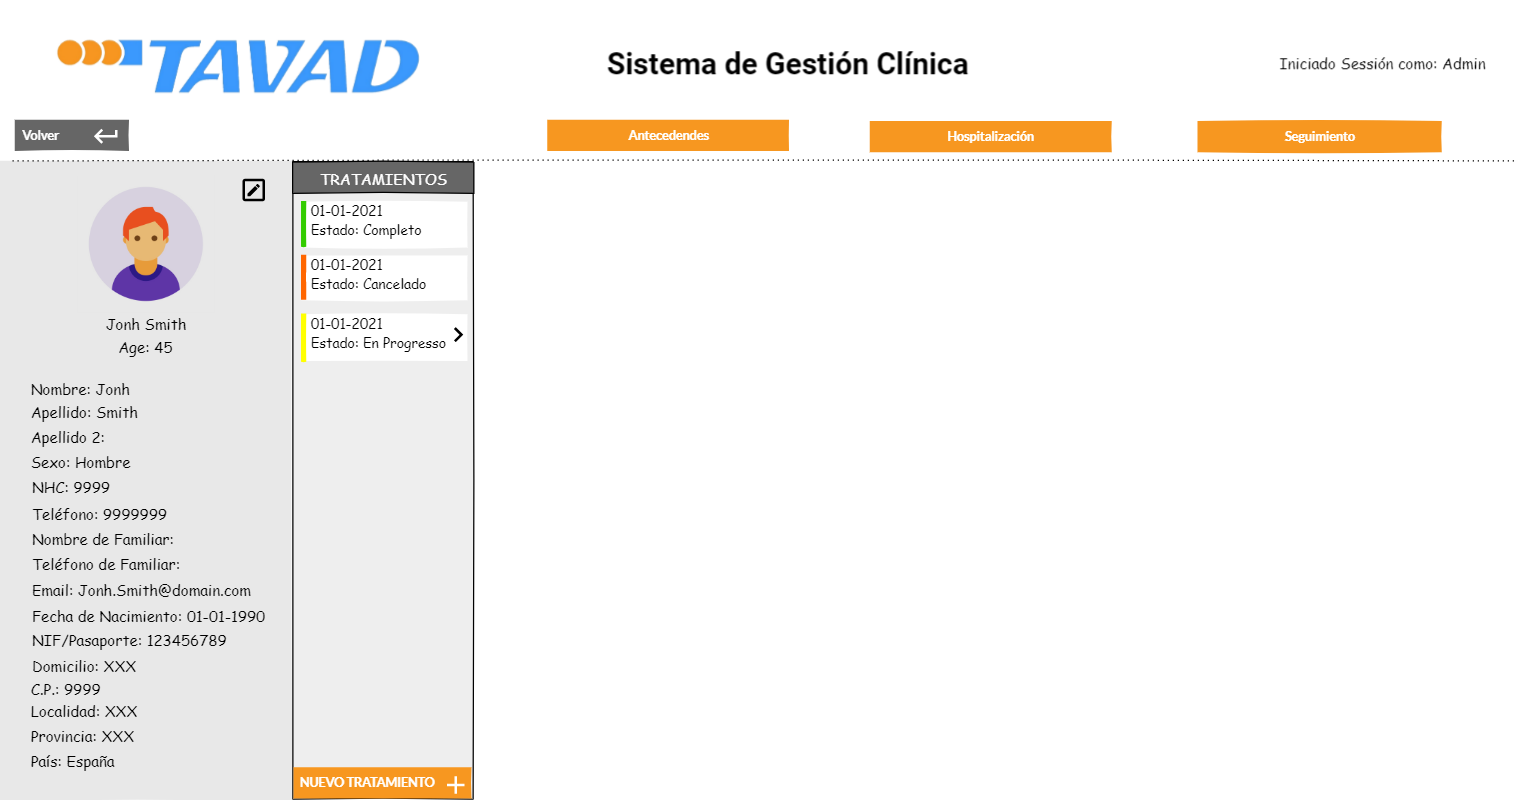 TAVAD
Sistema de Gestión Clínica
Iniciado Sessión como: Admin
Volver
Antecedendes
Hospitalización
Seguimiento
Jonh Smith
Age: 45
Nombre: Jonh
Apellido: Smith
Apellido 2:
Sexo: Hombre
NHC: 9999
Teléfono: 9999999
Nombre de Familiar:
Teléfono de Familiar:
Email: Jonh.Smith@domain.com
Fecha de Nacimiento: 01-01-1990
NIF/Pasaporte: 123456789
Domicilio: XXX
C.P.: 9999
Localidad: XXX
Provincia: XXX
País: España
TRATAMIENTOS
01-01-2021
Estado: Completo
01-01-2021
Estado: Cancelado
01-01-2021
Estado: En Progresso
NUEVO TRATAMIENTO